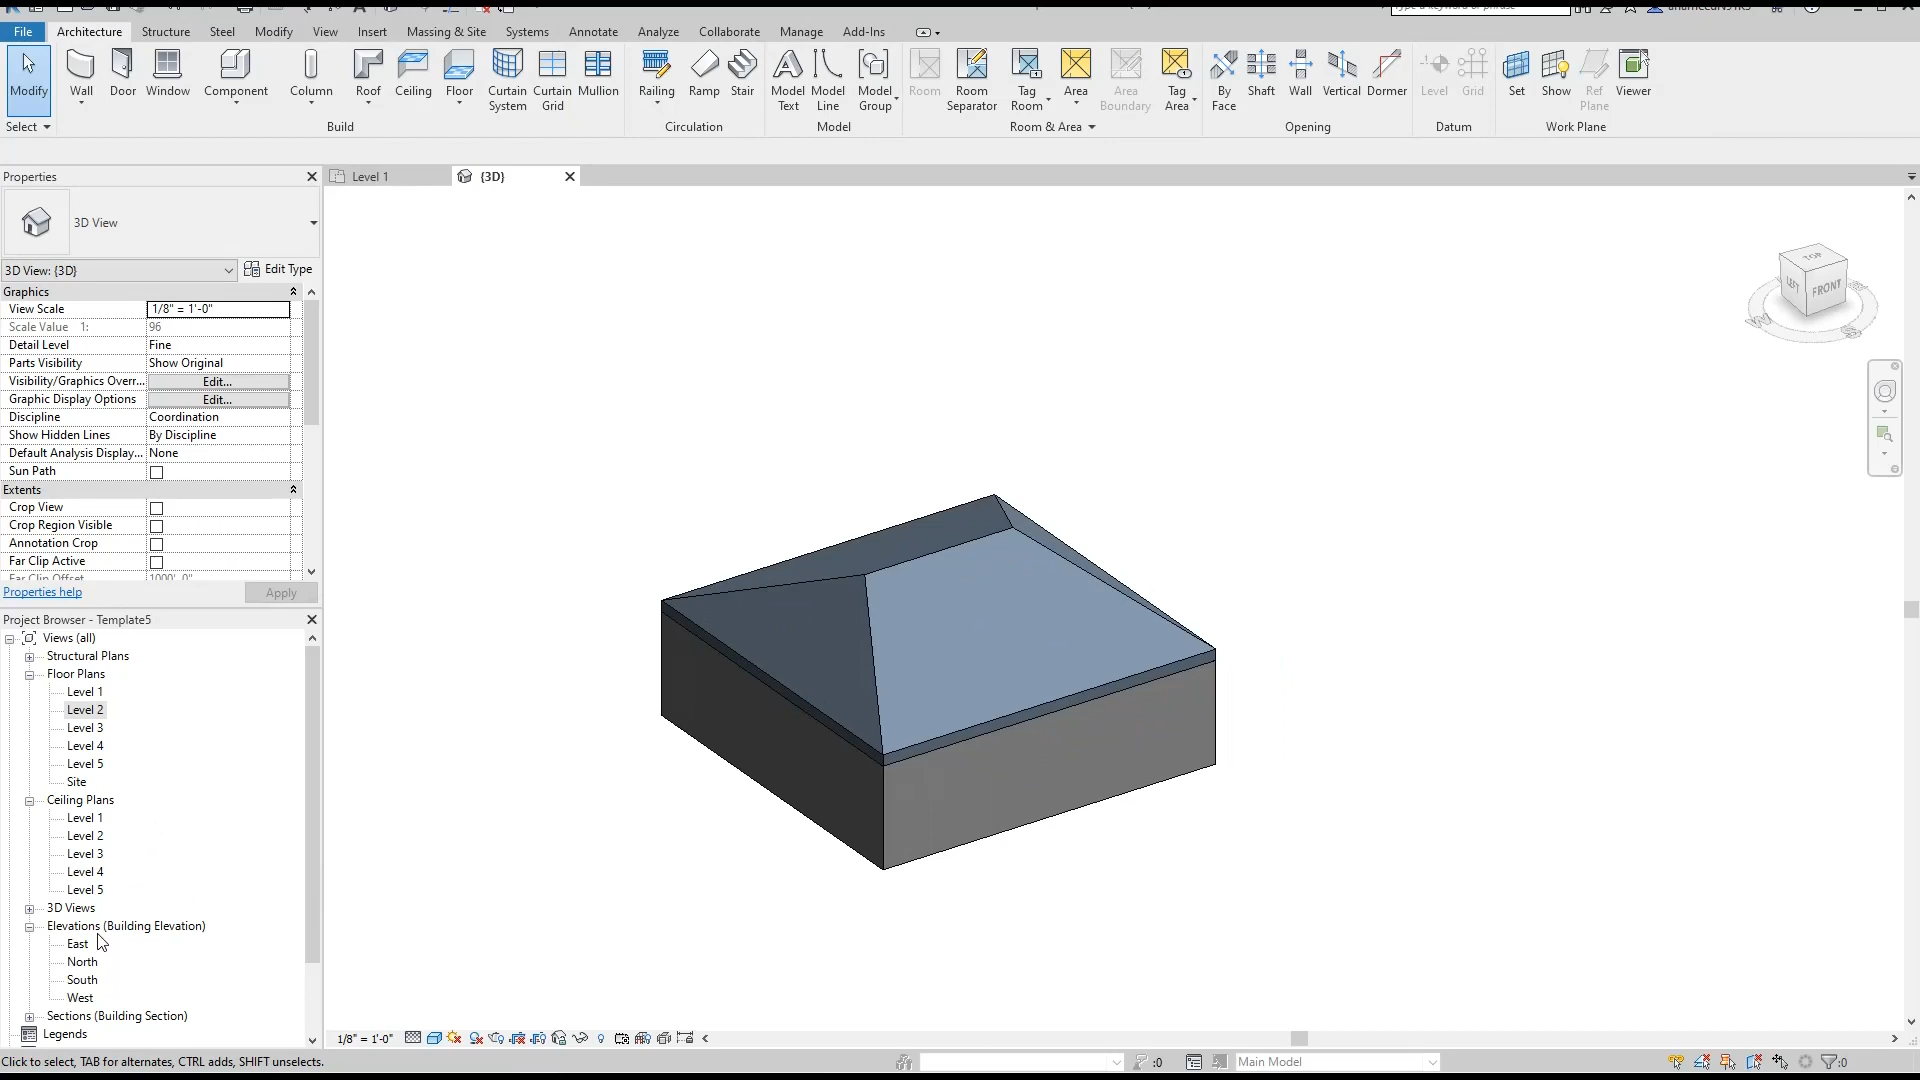 File Architecture Structure Steel Modify View Insert Massing & Site Systems Annotate Analyze Collaborate Manage Add-Ins
Modify Wall Door Window Component Column Roof Ceiling Floor Curtain System Curtain Grid Mullion Railing Ramp Stair Model Text Model Line Model Group Room Room Separator Tag Room Area Area Boundary Tag Area By Face Shaft Wall Vertical Dormer Level Grid Set Show Ref Plane Viewer
Select Build Circulation Model Room & Area Opening Datum Work Plane
Properties
Level 1
{3D}
3D View
3D View: {3D}
Edit Type
Graphics
View Scale 1/8" = 1'-0"
Scale Value 1: 96
Detail Level Fine
Parts Visibility Show Original
Visibility/Graphics Overr... Edit...
Graphic Display Options Edit...
Discipline Coordination
Show Hidden Lines By Discipline
Default Analysis Display... None
Sun Path
Extents
Crop View
Crop Region Visible
Annotation Crop
Far Clip Active
Far Clip Offset 1000' 0"
Properties help
Apply
Project Browser - Template5
Views (all)
Structural Plans
Floor Plans
Level 1
Level 2
Level 3
Level 4
Level 5
Site
Ceiling Plans
Level 1
Level 2
Level 3
Level 4
Level 5
3D Views
Elevations (Building Elevation)
East
North
South
West
Sections (Building Section)
Legends
TOP
LEFT
FRONT
W
S
1/8" = 1'-0"
Click to select, TAB for alternates, CTRL adds, SHIFT unselects.
:0
Main Model
:0